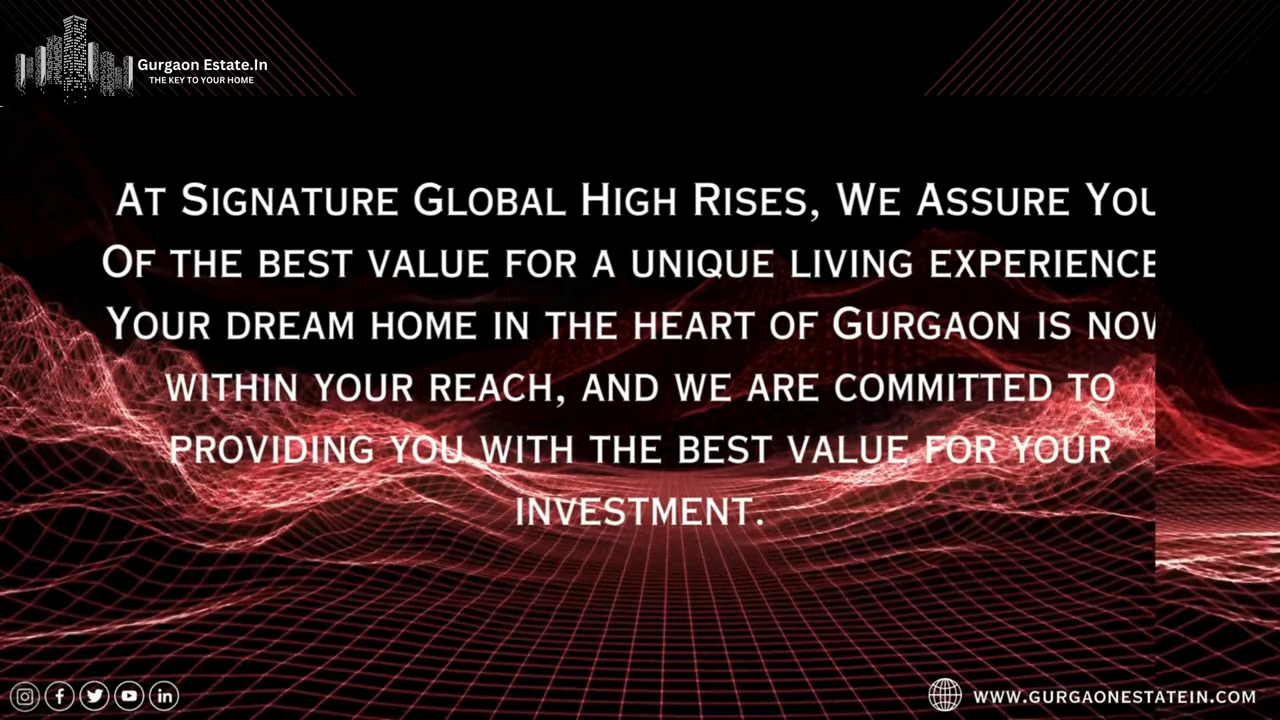 Gurgaon Estate.In
THE KEY TO YOUR HOME
At Signature Global High Rises, We Assure You
Of the best value for a unique living experience
Your dream home in the heart of Gurgaon is now
within your reach, and we are committed to
providing you with the best value for your
investment.
www.gurgaonestatein.com